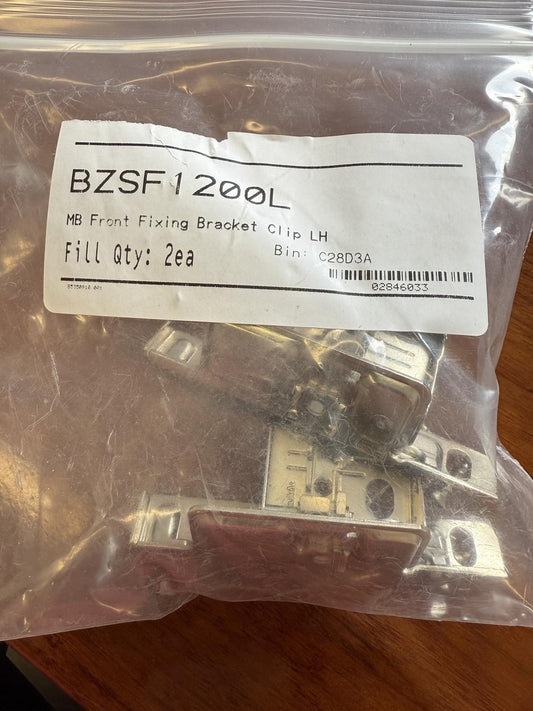 BZSF1200L
MB Front Fixing Bracket Clip LH
Fill Qty: 2ea
Bin: C28D3A
02846033